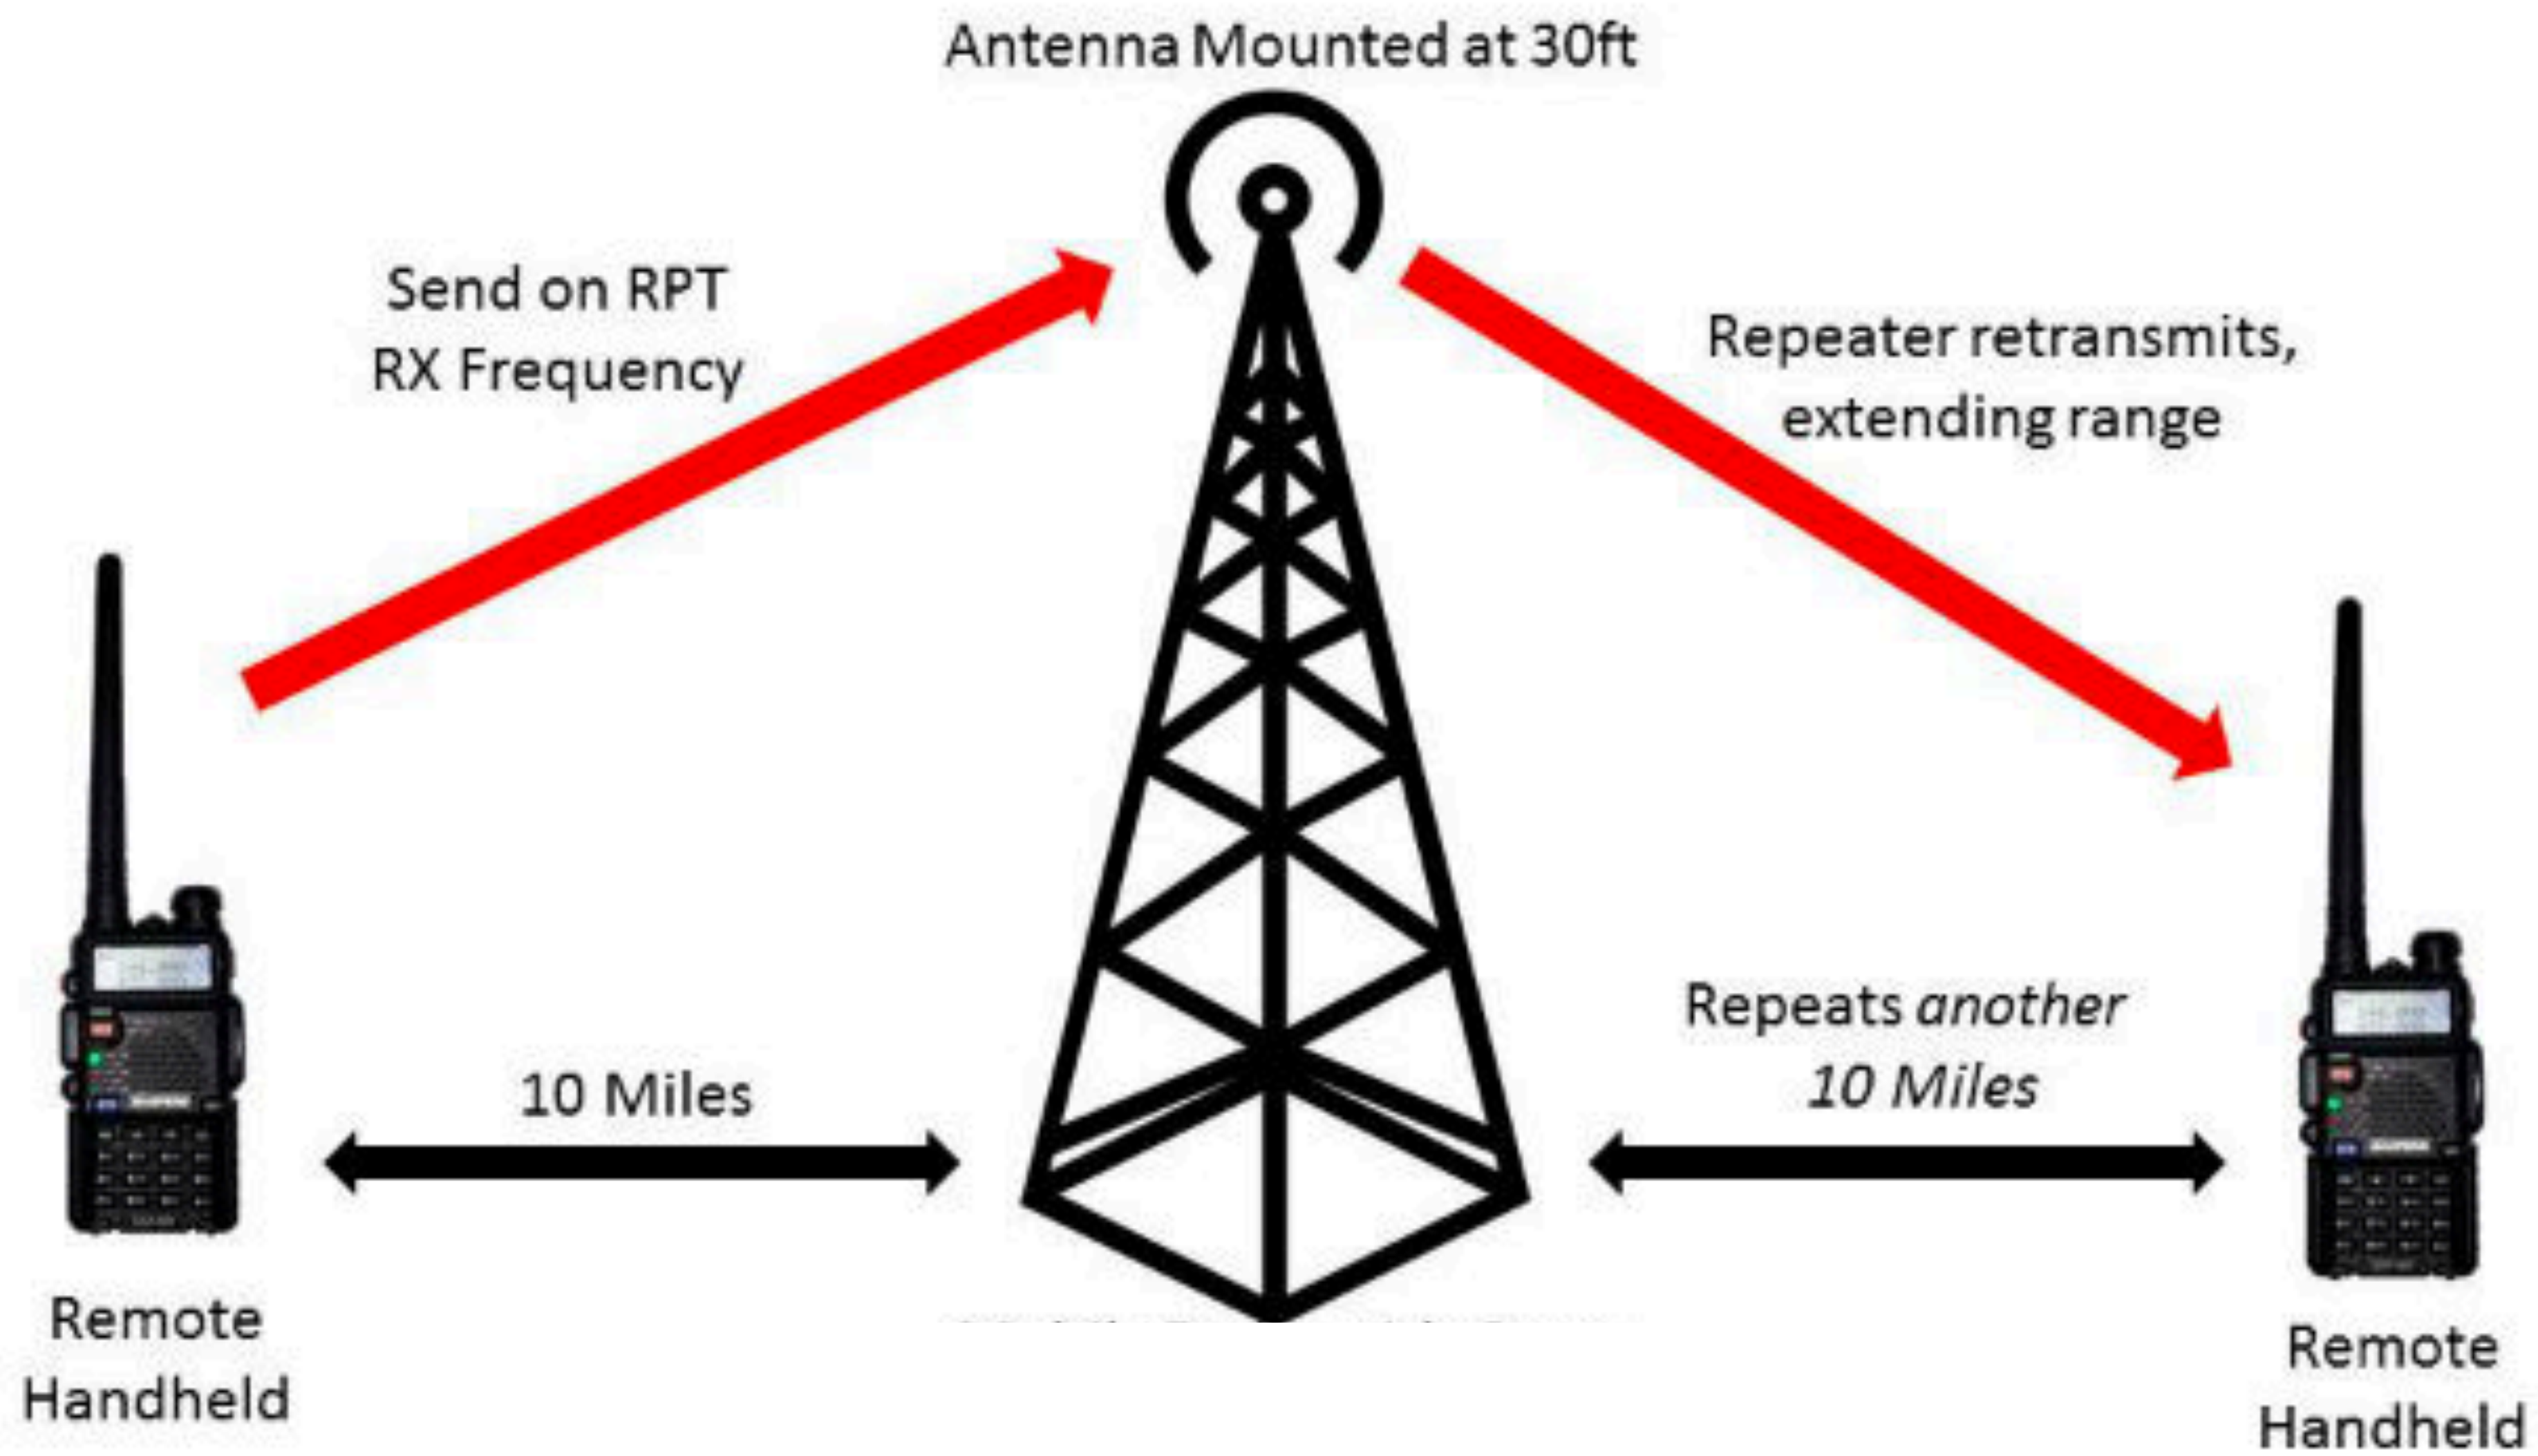 Antenna Mounted at 30ft
Send on RPT
RX Frequency
Repeater retransmits,
extending range
10 Miles
Repeats another
10 Miles
Remote
Handheld
Remote
Handheld